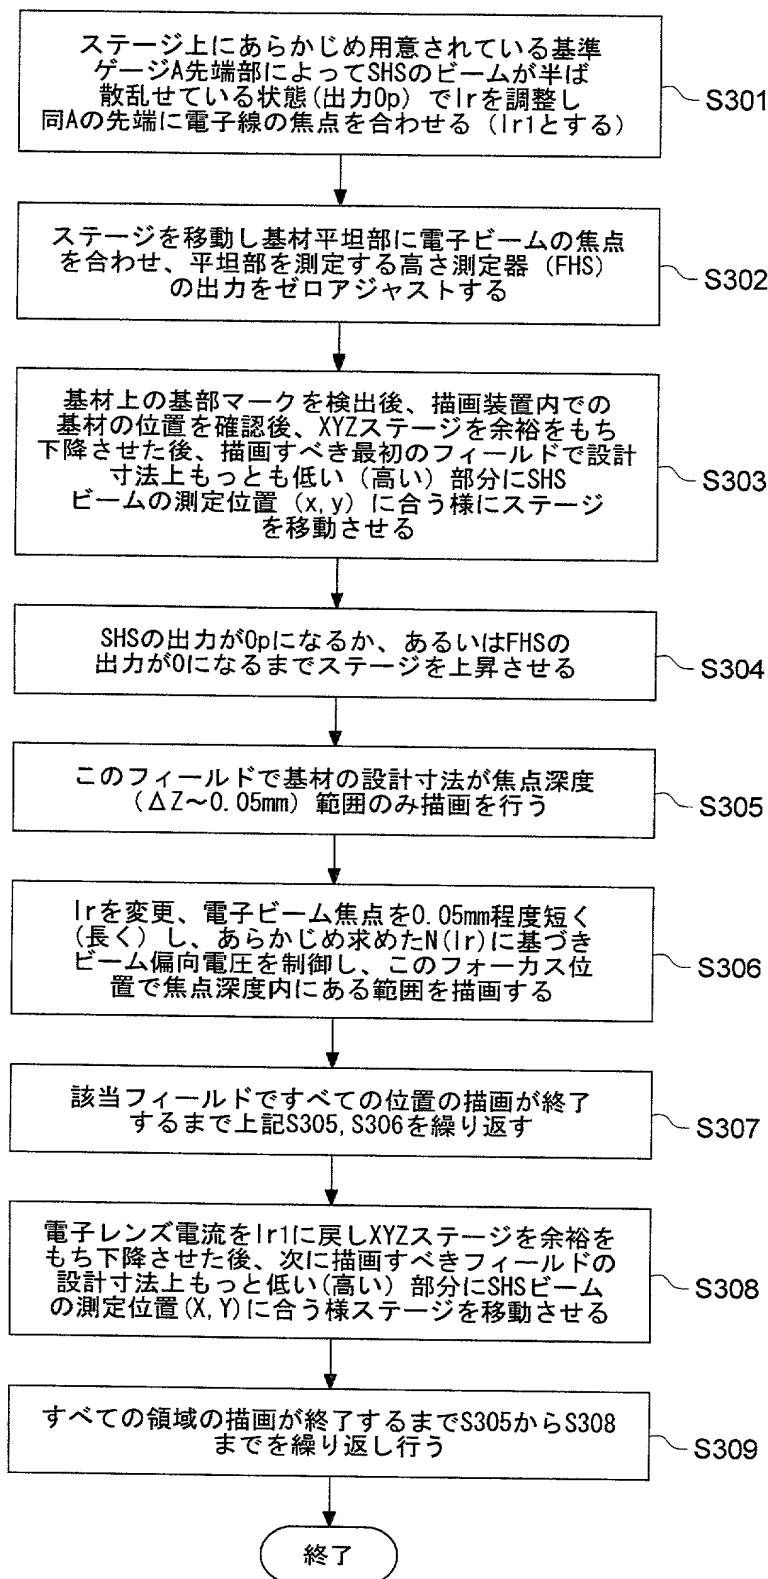 ステージ上にあらかじめ用意されている基準
ゲージA先端部によってSHSのビームが半ば
散乱せている状態(出力Op)でIrを調整し
同Aの先端に電子線の焦点を合わせる(Ir1とする)
S301
ステージを移動し基材平坦部に電子ビームの焦点
を合わせ、平坦部を測定する高さ測定器(FHS)
の出力をゼロアジャストする
S302
基材上の基部マークを検出後、描画装置内での
基材の位置を確認後、XYZステージを余裕をもち
下降させた後、描画すべき最初のフィールドで設計
寸法上もっとも低い(高い)部分にSHS
ビームの測定位置(x,y)に合う様にステージ
を移動させる
S303
SHSの出力がOpになるか、あるいはFHSの
出力が0になるまでステージを上昇させる
S304
このフィールドで基材の設計寸法が焦点深度
(ΔZ～0.05mm)範囲のみ描画を行う
S305
Irを変更、電子ビーム焦点を0.05mm程度短く
(長く)し、あらかじめ求めたN(Ir)に基づき
ビーム偏向電圧を制御し、このフォーカス位
置で焦点深度内にある範囲を描画する
S306
該当フィールドですべての位置の描画が終了
するまで上記S305,S306を繰り返す
S307
電子レンズ電流をIr1に戻しXYZステージを余裕を
もち下降させた後、次に描画すべきフィールドの
設計寸法上もっと低い(高い)部分にSHSビーム
の測定位置(X,Y)に合う様ステージを移動させる
S308
すべての領域の描画が終了するまでS305からS308
までを繰り返し行う
S309
終了